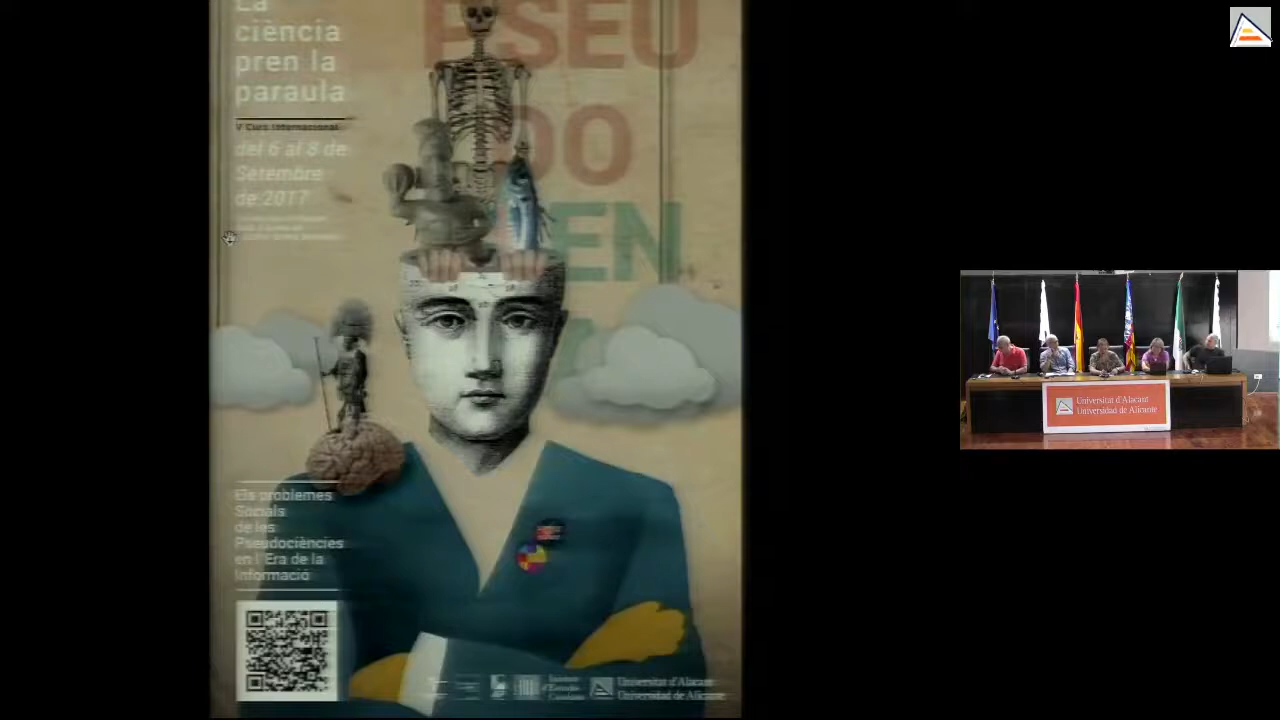 La
ciència
pren la
paraula
V Curs Internacional
del 6 al 8 de
Setembre
de 2017
PSEU
DO
EN
Els problemes
Socials
de les
Pseudociències
en l'Era de la
Informació
Universitat d'Alacant
Universidad de Alicante
Universitat d'Alacant
Universidad de Alicante